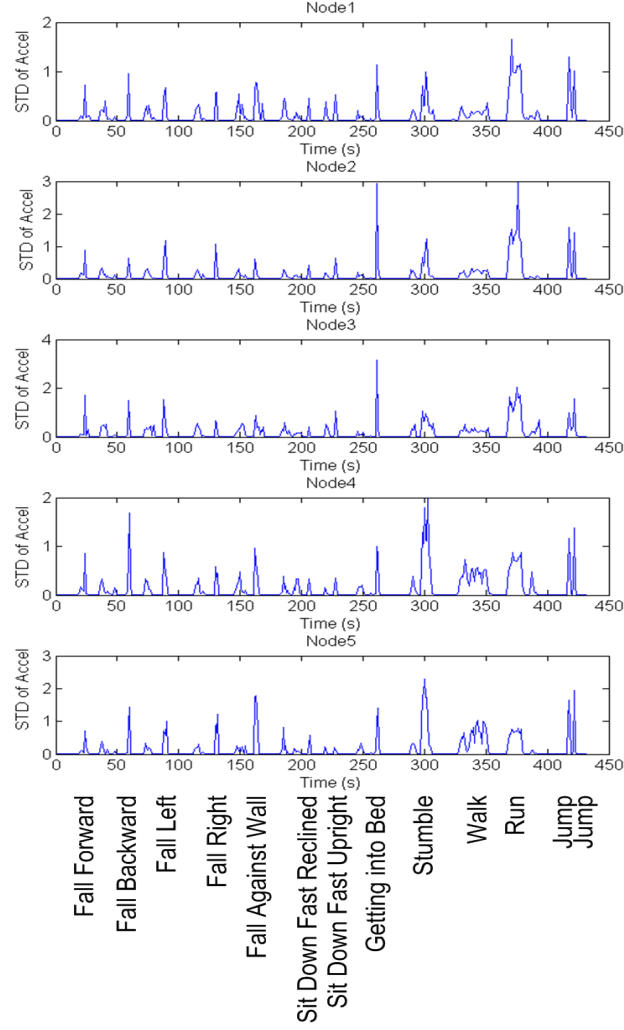 Node1
STD of Accel
2
1
0
0 50 100 150 200 250 300 350 400 450
Time (s)
Node2
STD of Accel
3
2
1
0
0 50 100 150 200 250 300 350 400 450
Time (s)
Node3
STD of Accel
4
2
0
0 50 100 150 200 250 300 350 400 450
Time (s)
Node4
STD of Accel
2
1
0
0 50 100 150 200 250 300 350 400 450
Time (s)
Node5
STD of Accel
3
2
1
0
0 50 100 150 200 250 300 350 400 450
Time (s)
Fall Forward
Fall Backward
Fall Left
Fall Right
Fall Against Wall
Sit Down Fast Reclined
Sit Down Fast Upright
Getting into Bed
Stumble
Walk
Run
Jump
Jump